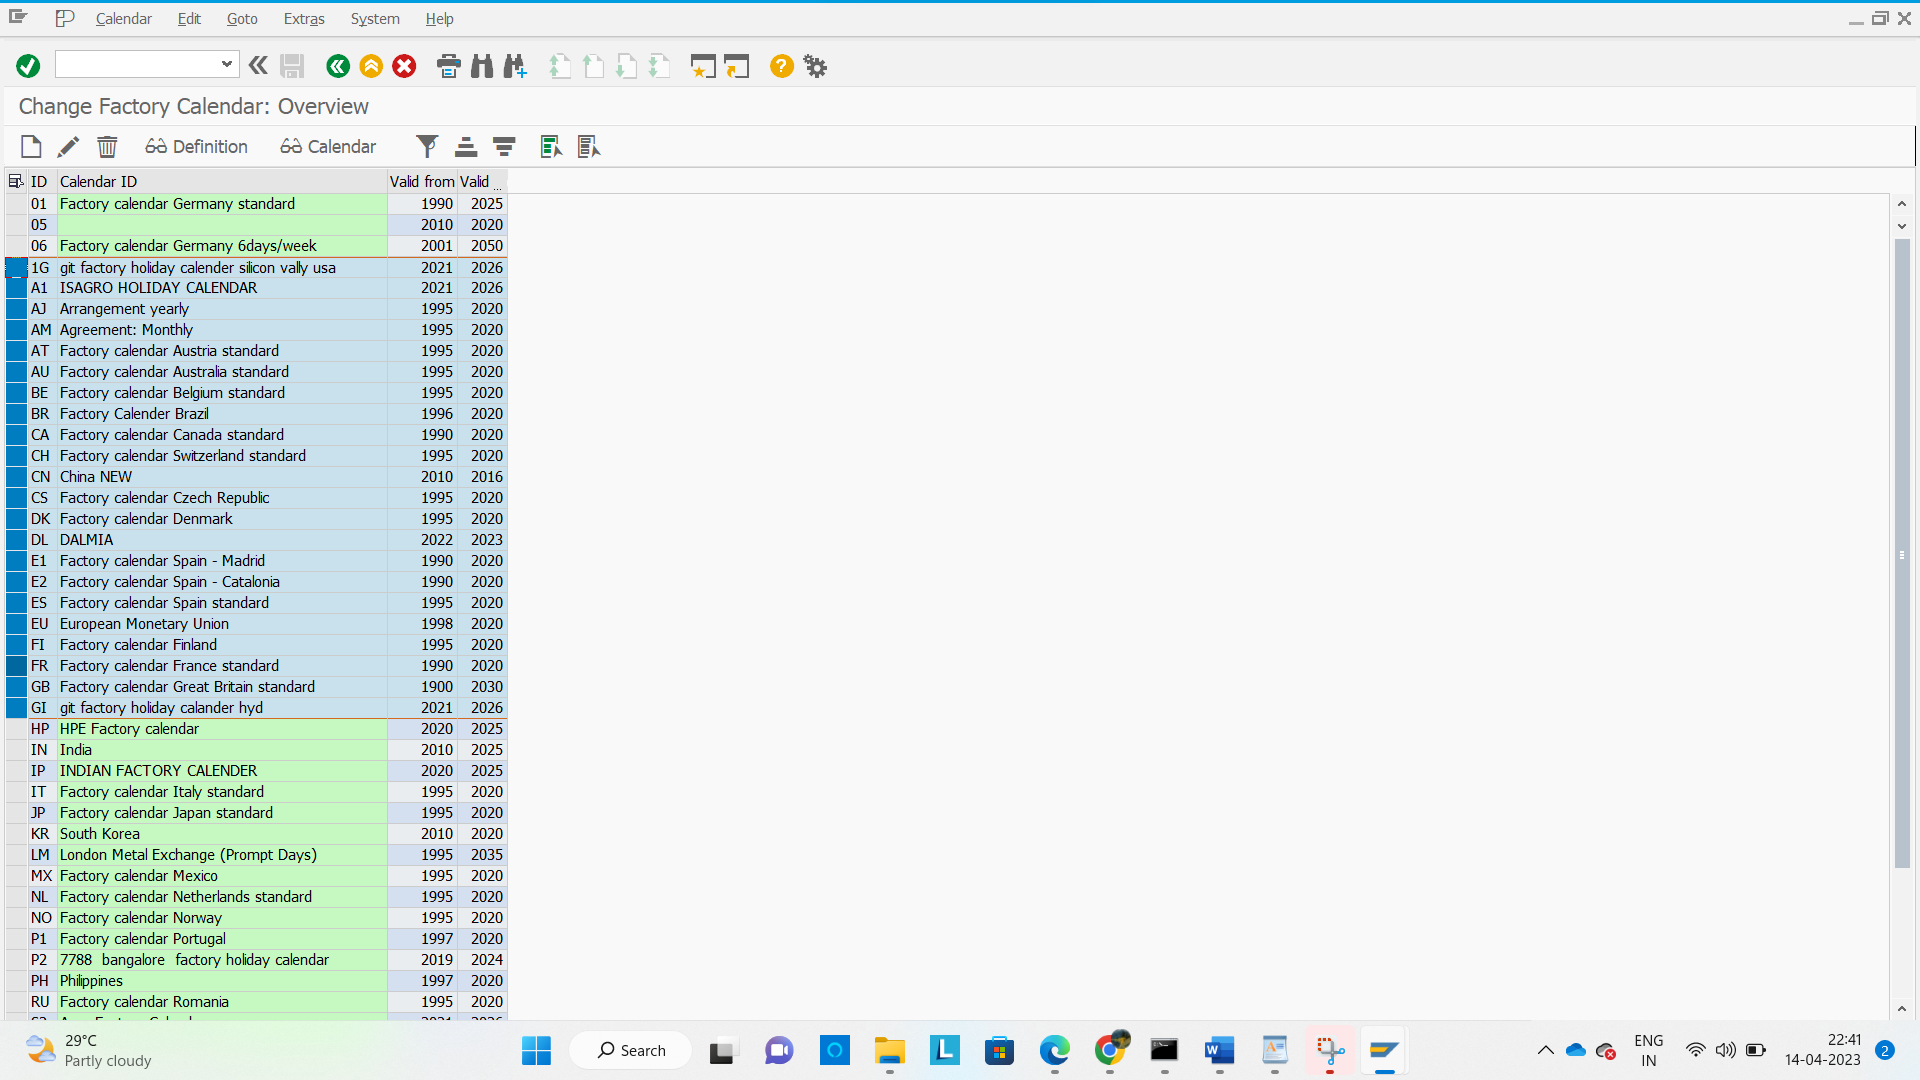 Calendar Edit Goto Extras System Help
Change Factory Calendar: Overview
Definition Calendar
ID Calendar ID Valid from Valid ...
01 Factory calendar Germany standard 1990 2025
05 2010 2020
06 Factory calendar Germany 6days/week 2001 2050
1G git factory holiday calender silicon vally usa 2021 2026
A1 ISAGRO HOLIDAY CALENDAR 2021 2026
AJ Arrangement yearly 1995 2020
AM Agreement: Monthly 1995 2020
AT Factory calendar Austria standard 1995 2020
AU Factory calendar Australia standard 1995 2020
BE Factory calendar Belgium standard 1995 2020
BR Factory Calender Brazil 1996 2020
CA Factory calendar Canada standard 1990 2020
CH Factory calendar Switzerland standard 1995 2020
CN China NEW 2010 2016
CS Factory calendar Czech Republic 1995 2020
DK Factory calendar Denmark 1995 2020
DL DALMIA 2022 2023
E1 Factory calendar Spain - Madrid 1990 2020
E2 Factory calendar Spain - Catalonia 1990 2020
ES Factory calendar Spain standard 1995 2020
EU European Monetary Union 1998 2020
FI Factory calendar Finland 1995 2020
FR Factory calendar France standard 1990 2020
GB Factory calendar Great Britain standard 1900 2030
GI git factory holiday calander hyd 2021 2026
HP HPE Factory calendar 2020 2025
IN India 2010 2025
IP INDIAN FACTORY CALENDER 2020 2025
IT Factory calendar Italy standard 1995 2020
JP Factory calendar Japan standard 1995 2020
KR South Korea 2010 2020
LM London Metal Exchange (Prompt Days) 1995 2035
MX Factory calendar Mexico 1995 2020
NL Factory calendar Netherlands standard 1995 2020
NO Factory calendar Norway 1995 2020
P1 Factory calendar Portugal 1997 2020
P2 7788 bangalore factory holiday calendar 2019 2024
PH Philippines 1997 2020
RU Factory calendar Romania 1995 2020
29°C
Partly cloudy
Search
ENG
IN
22:41
14-04-2023
2